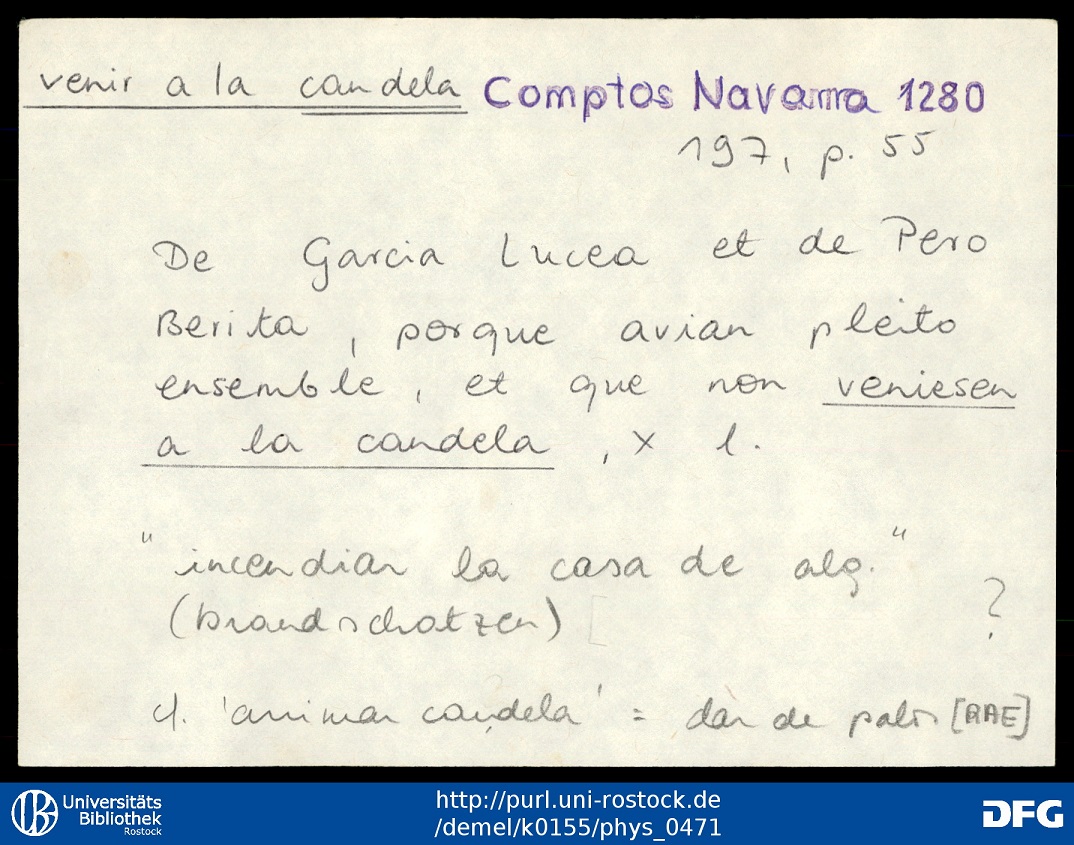 venir a la candela Comptos Navarra 1280
197, p. 55
De Garcia Lucea et de Pero
Berita, porque avian pleito
ensemble, et que non veniesen
a la candela, x l.
"incendiar la casa de alg."
(brandschatzen) ?
cf. 'arrimar candela' = dar de palos [RAE]
Universitäts
Bibliothek
Rostock
http://purl.uni-rostock.de
/demel/k0155/phys_0471
DFG